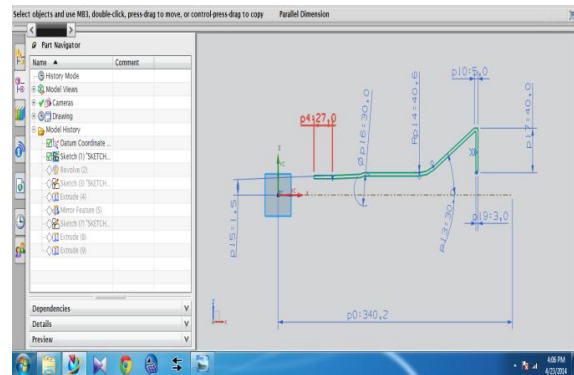 Select objects and use MB3, double-click, press-drag to move, or control-press-drag to copy Parallel Dimension
Part Navigator
Name Comment
History Mode
Model Views
Cameras
Drawing
Model History
Datum Coordinate ...
Sketch (1) "SKETCH...
Revolve (2)
Sketch (3) "SKETCH...
Extrude (4)
Mirror Feature (5)
Sketch (7) "SKETCH...
Extrude (8)
Extrude (9)
Dependencies
Details
Preview
p4:27,0
Øp16=30,0
Rp14:40,6
p10:5,0
p17=40,0
p15=1,5
p13=30,0
p19:3,0
p0:340,2
4:06 PM
4/23/2014